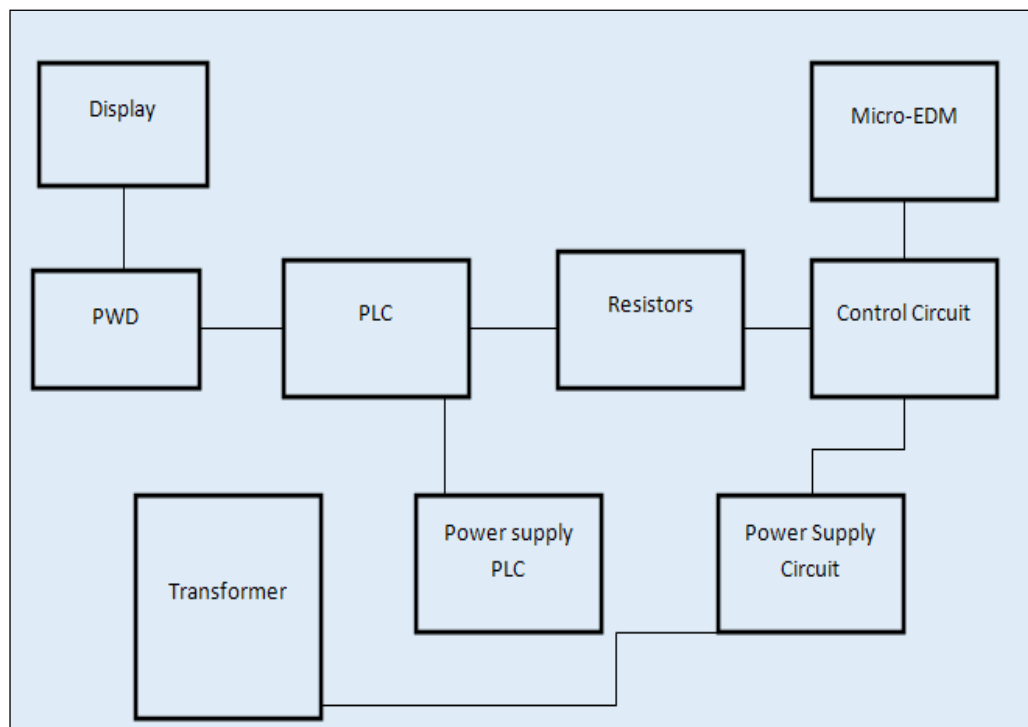 Display
Micro-EDM
PWD
PLC
Resistors
Control Circuit
Transformer
Power supply
PLC
Power Supply
Circuit